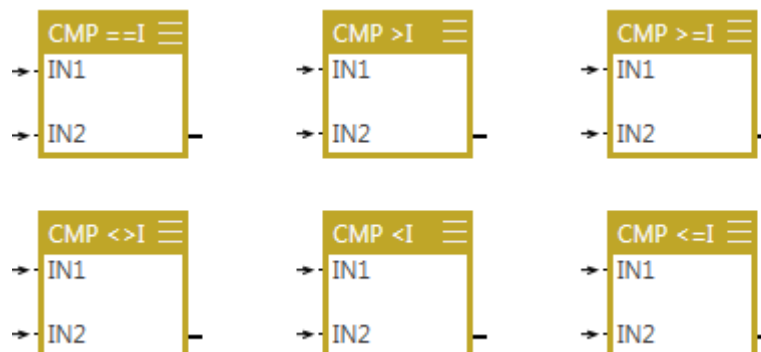 CMP ==I
CMP >I
CMP >=I
IN1
IN1
IN1
IN2
IN2
IN2
CMP <>I
CMP <I
CMP <=I
IN1
IN1
IN1
IN2
IN2
IN2